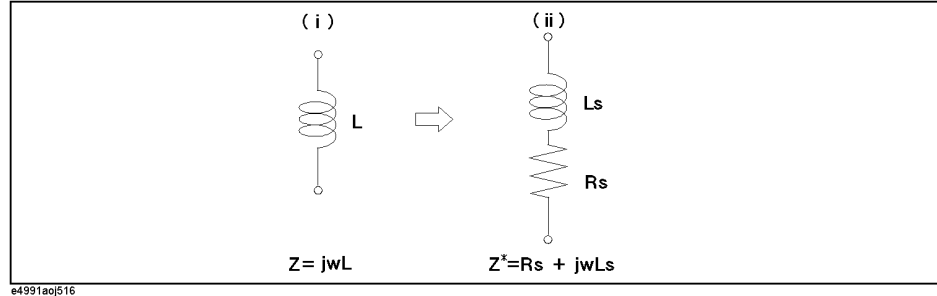 ( i )
(ii)
L
Ls
Rs
Z= jwL
Z*=Rs + jwLs
e4991aoj516